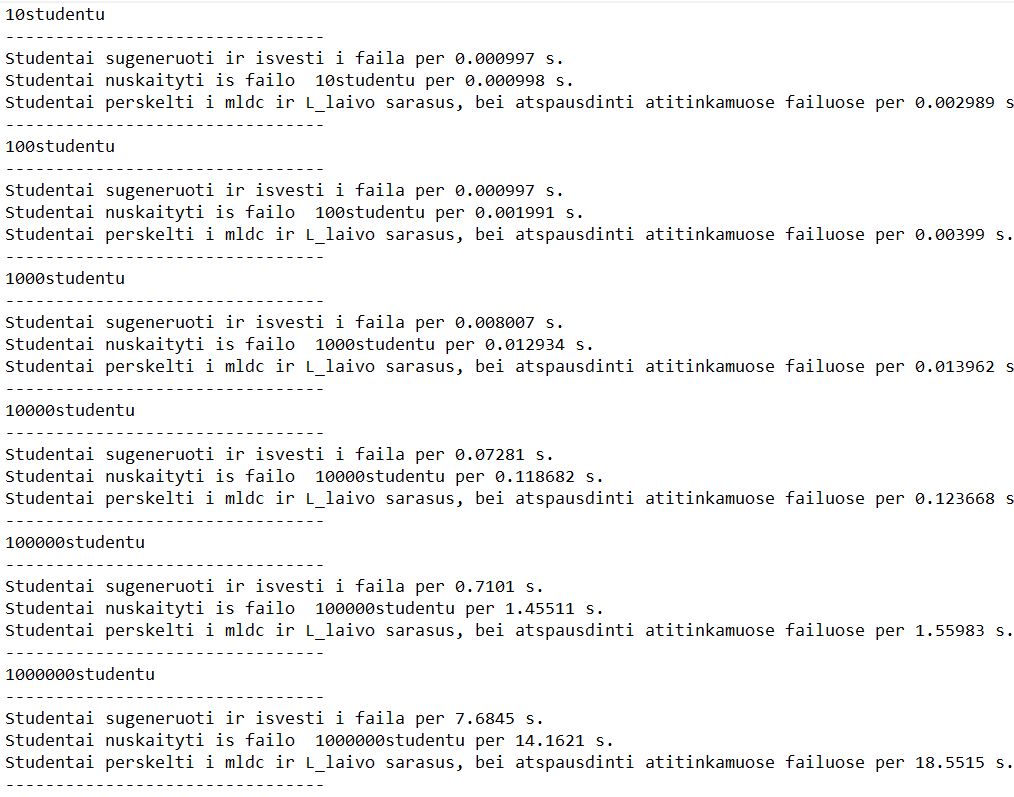 10studentu
--------------------------------
Studentai sugeneruoti ir isvesti i faila per 0.000997 s.
Studentai nuskaityti is failo  10studentu per 0.000998 s.
Studentai perskelti i mldc ir L_laivo sarasus, bei atspausdinti atitinkamuose failuose per 0.002989 s
--------------------------------
100studentu
--------------------------------
Studentai sugeneruoti ir isvesti i faila per 0.000997 s.
Studentai nuskaityti is failo  100studentu per 0.001991 s.
Studentai perskelti i mldc ir L_laivo sarasus, bei atspausdinti atitinkamuose failuose per 0.00399 s.
--------------------------------
1000studentu
--------------------------------
Studentai sugeneruoti ir isvesti i faila per 0.008007 s.
Studentai nuskaityti is failo  1000studentu per 0.012934 s.
Studentai perskelti i mldc ir L_laivo sarasus, bei atspausdinti atitinkamuose failuose per 0.013962 s
--------------------------------
10000studentu
--------------------------------
Studentai sugeneruoti ir isvesti i faila per 0.07281 s.
Studentai nuskaityti is failo  10000studentu per 0.118682 s.
Studentai perskelti i mldc ir L_laivo sarasus, bei atspausdinti atitinkamuose failuose per 0.123668 s
--------------------------------
100000studentu
--------------------------------
Studentai sugeneruoti ir isvesti i faila per 0.7101 s.
Studentai nuskaityti is failo  100000studentu per 1.45511 s.
Studentai perskelti i mldc ir L_laivo sarasus, bei atspausdinti atitinkamuose failuose per 1.55983 s.
--------------------------------
1000000studentu
--------------------------------
Studentai sugeneruoti ir isvesti i faila per 7.6845 s.
Studentai nuskaityti is failo  1000000studentu per 14.1621 s.
Studentai perskelti i mldc ir L_laivo sarasus, bei atspausdinti atitinkamuose failuose per 18.5515 s.
--------------------------------